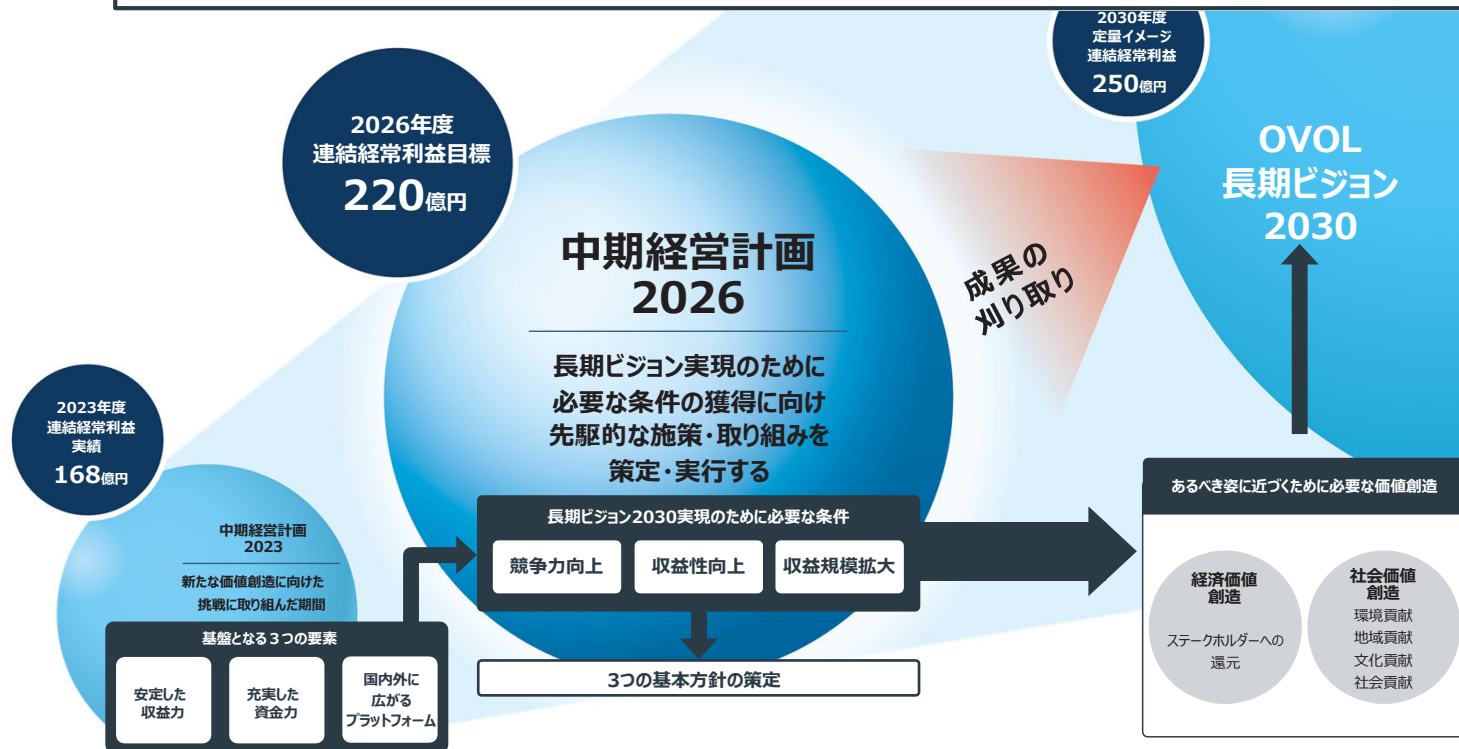 2030年度
定量イメージ
連結経常利益
250億円
OVOL
長期ビジョン
2030
2026年度
連結経常利益目標
220億円
中期経営計画
2026
長期ビジョン実現のために
必要な条件の獲得に向け
先駆的な施策・取り組みを
策定・実行する
成果の
刈り取り
2023年度
連結経常利益
実績
168億円
中期経営計画
2023
新たな価値創造に向けた
挑戦に取り組んだ期間
基盤となる３つの要素
安定した
収益力
充実した
資金力
国内外に
広がる
プラットフォーム
長期ビジョン2030実現のために必要な条件
競争力向上
収益性向上
収益規模拡大
3つの基本方針の策定
あるべき姿に近づくために必要な価値創造
経済価値
創造
ステークホルダーへの
還元
社会価値
創造
環境貢献
地域貢献
文化貢献
社会貢献